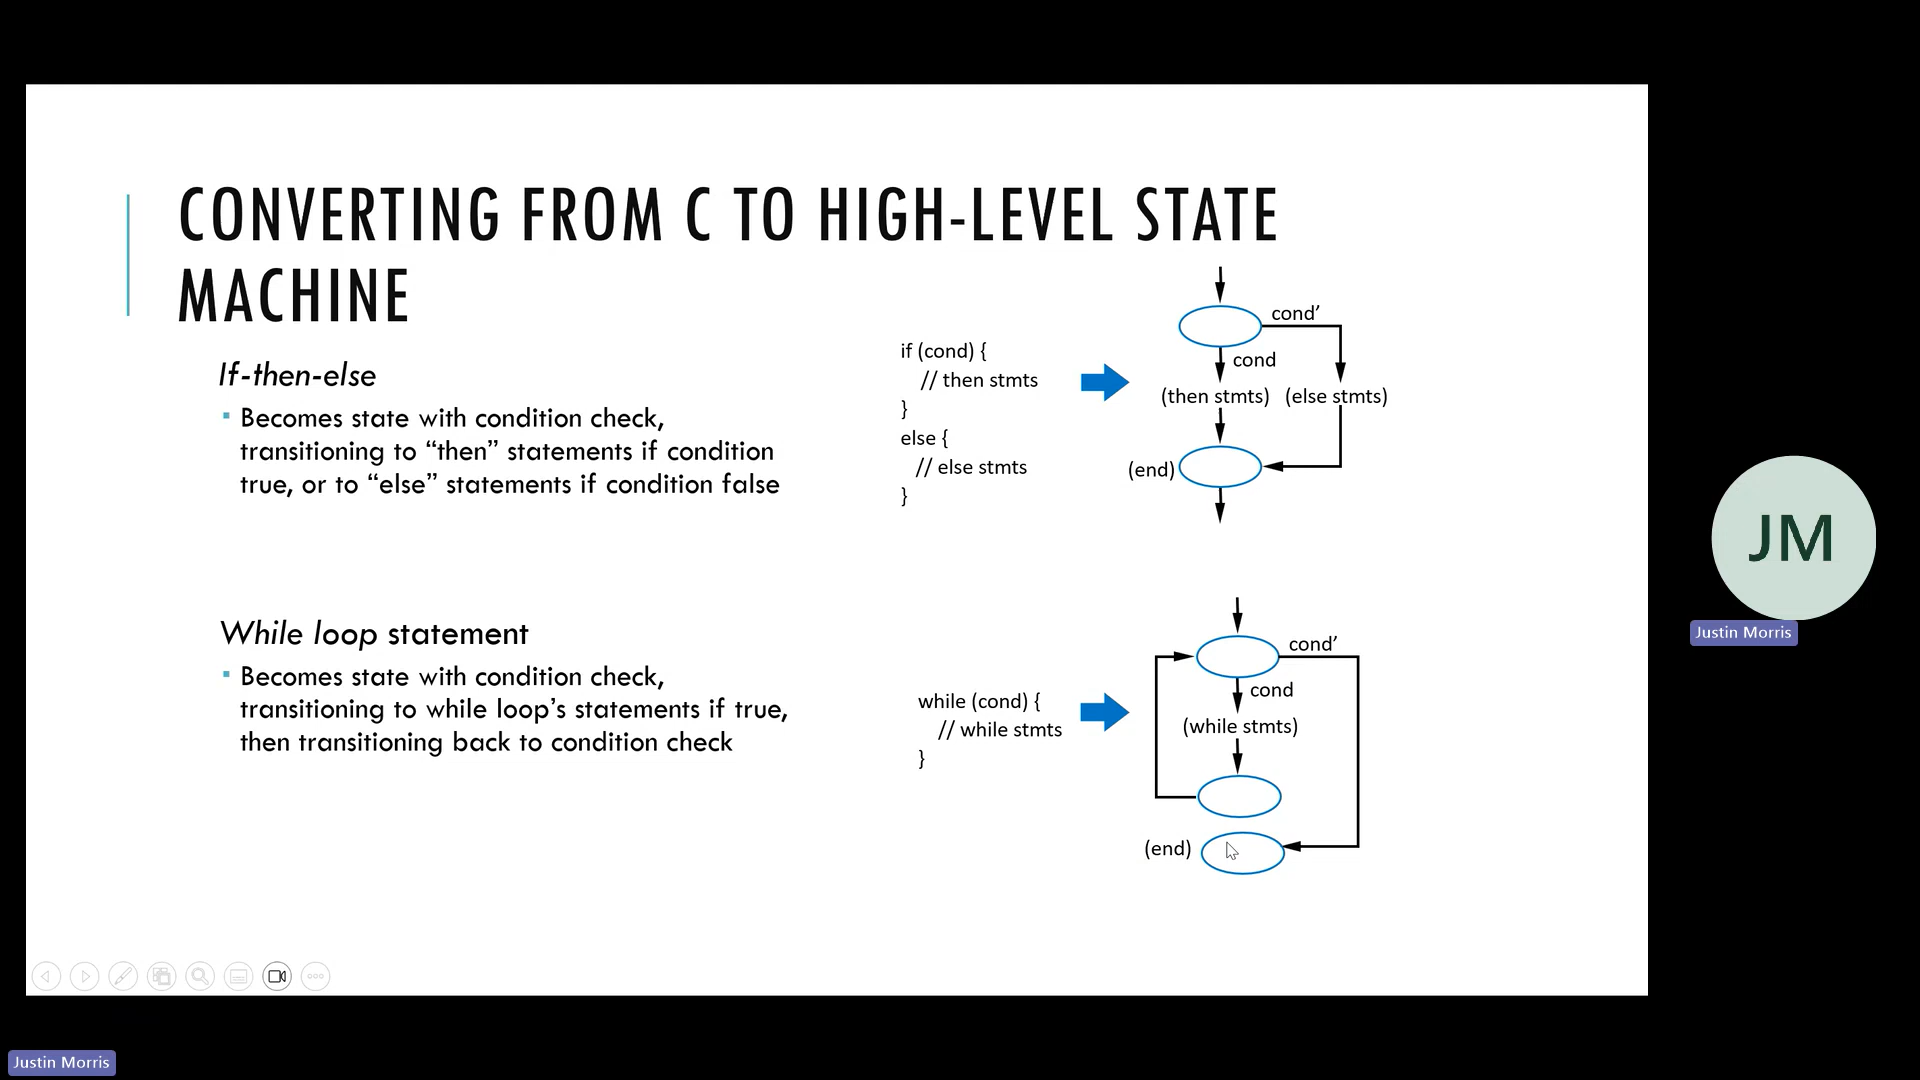 CONVERTING FROM C TO HIGH-LEVEL STATE
MACHINE
If-then-else
▪ Becomes state with condition check,
transitioning to “then” statements if condition
true, or to “else” statements if condition false
if (cond) {
// then stmts
}
else {
// else stmts
}
cond’
cond
(then stmts) (else stmts)
(end)
While loop statement
▪ Becomes state with condition check,
transitioning to while loop’s statements if true,
then transitioning back to condition check
while (cond) {
// while stmts
}
cond’
cond
(while stmts)
(end)
JM
Justin Morris
Justin Morris